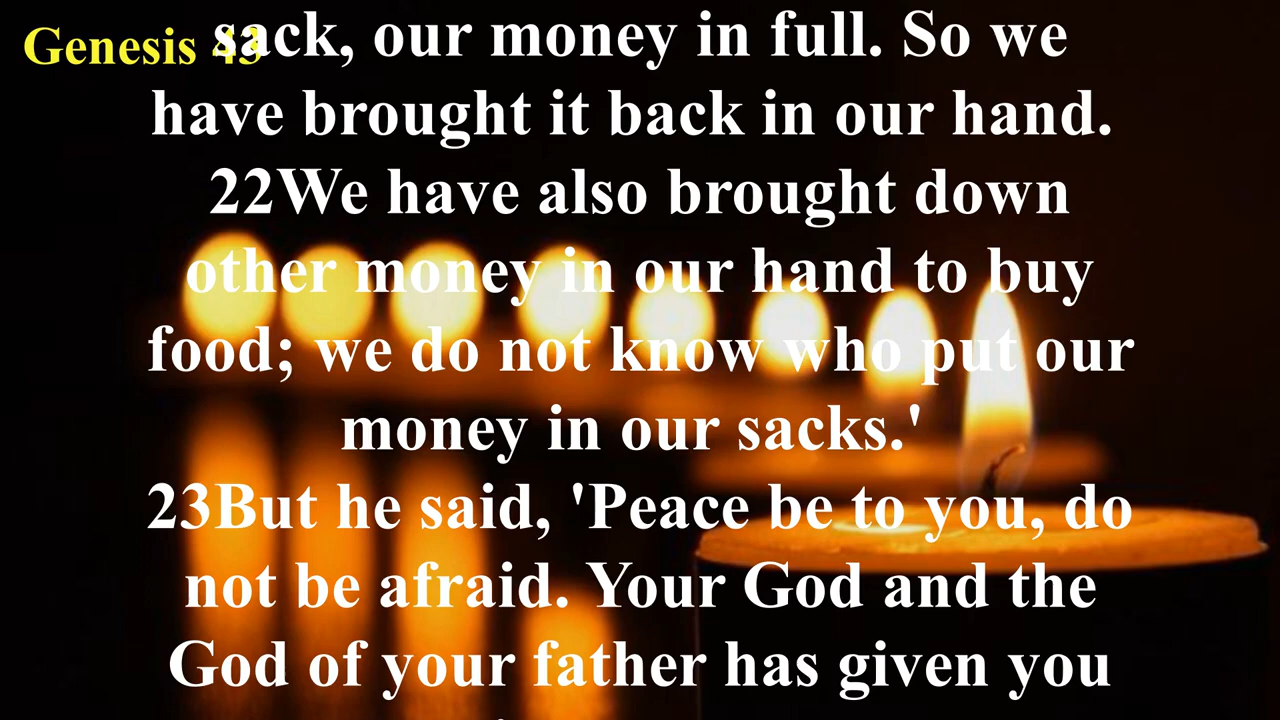 Genesis 43
sack, our money in full. So we
have brought it back in our hand.
22We have also brought down
other money in our hand to buy
food; we do not know who put our
money in our sacks.'
23But he said, 'Peace be to you, do
not be afraid. Your God and the
God of your father has given you